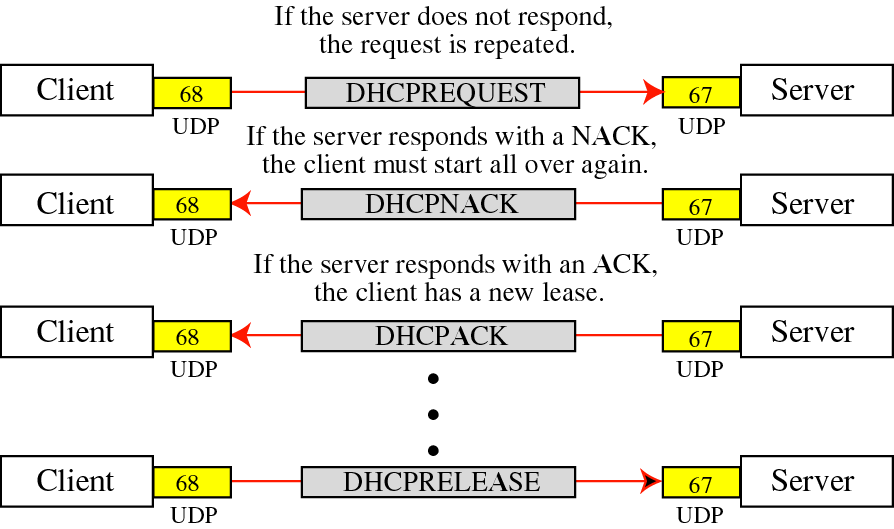 If the server does not respond,
the request is repeated.
Client 68 DHCPREQUEST 67 Server
UDP UDP
If the server responds with a NACK,
the client must start all over again.
Client 68 DHCPNACK 67 Server
UDP UDP
If the server responds with an ACK,
the client has a new lease.
Client 68 DHCPACK 67 Server
UDP UDP
Client 68 DHCPRELEASE 67 Server
UDP UDP